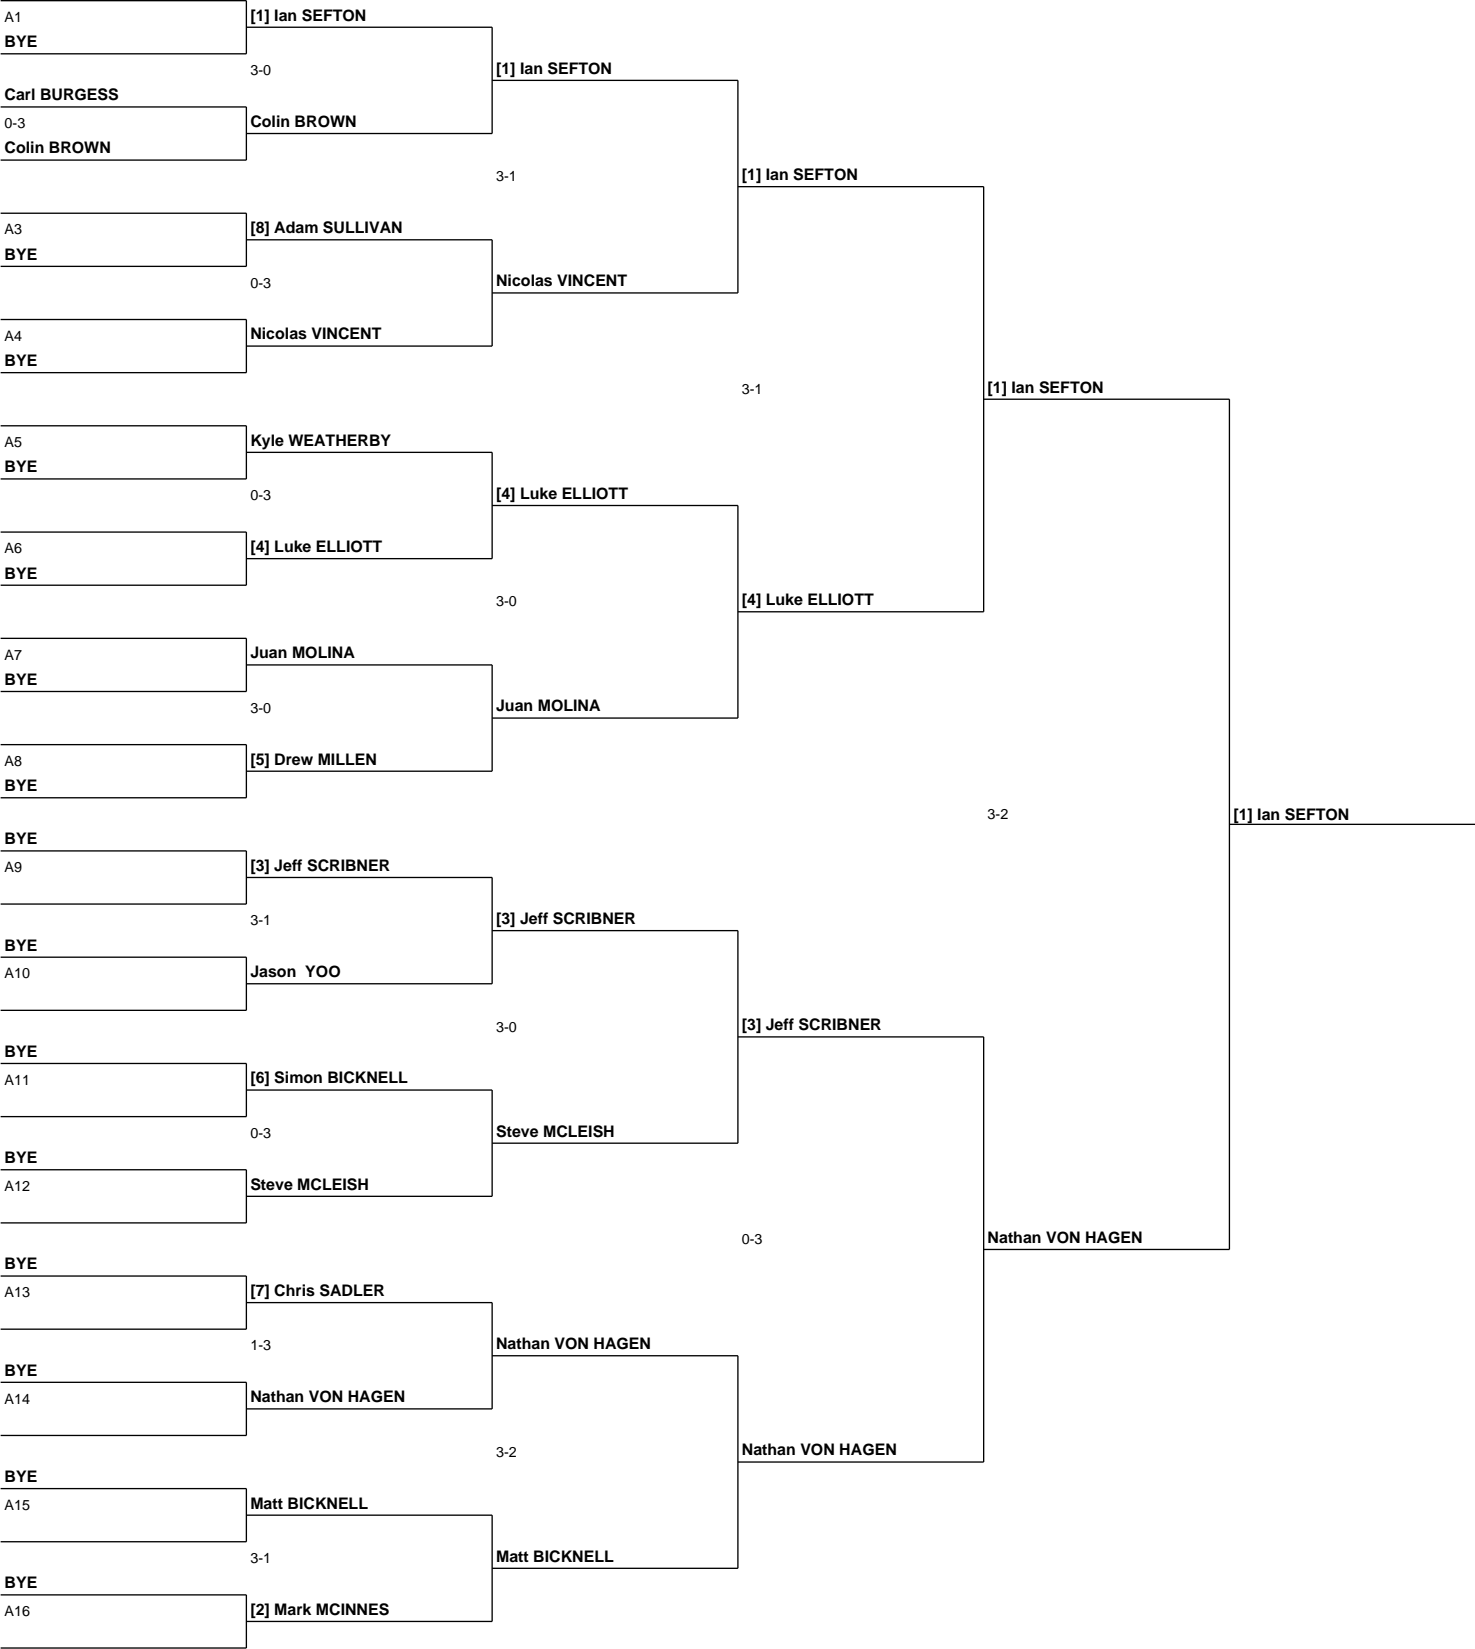 A1
[1] Ian SEFTON
BYE
3-0
[1] Ian SEFTON
Carl BURGESS
0-3
Colin BROWN
Colin BROWN
3-1
[1] Ian SEFTON
A3
[8] Adam SULLIVAN
BYE
0-3
Nicolas VINCENT
A4
Nicolas VINCENT
BYE
3-1
[1] Ian SEFTON
A5
Kyle WEATHERBY
BYE
0-3
[4] Luke ELLIOTT
A6
[4] Luke ELLIOTT
BYE
3-0
[4] Luke ELLIOTT
A7
Juan MOLINA
BYE
3-0
Juan MOLINA
A8
[5] Drew MILLEN
BYE
3-2
[1] Ian SEFTON
BYE
A9
[3] Jeff SCRIBNER
3-1
[3] Jeff SCRIBNER
BYE
A10
Jason  YOO
3-0
[3] Jeff SCRIBNER
BYE
A11
[6] Simon BICKNELL
0-3
Steve MCLEISH
BYE
A12
Steve MCLEISH
0-3
Nathan VON HAGEN
BYE
A13
[7] Chris SADLER
1-3
Nathan VON HAGEN
BYE
A14
Nathan VON HAGEN
3-2
Nathan VON HAGEN
BYE
A15
Matt BICKNELL
3-1
Matt BICKNELL
BYE
A16
[2] Mark MCINNES